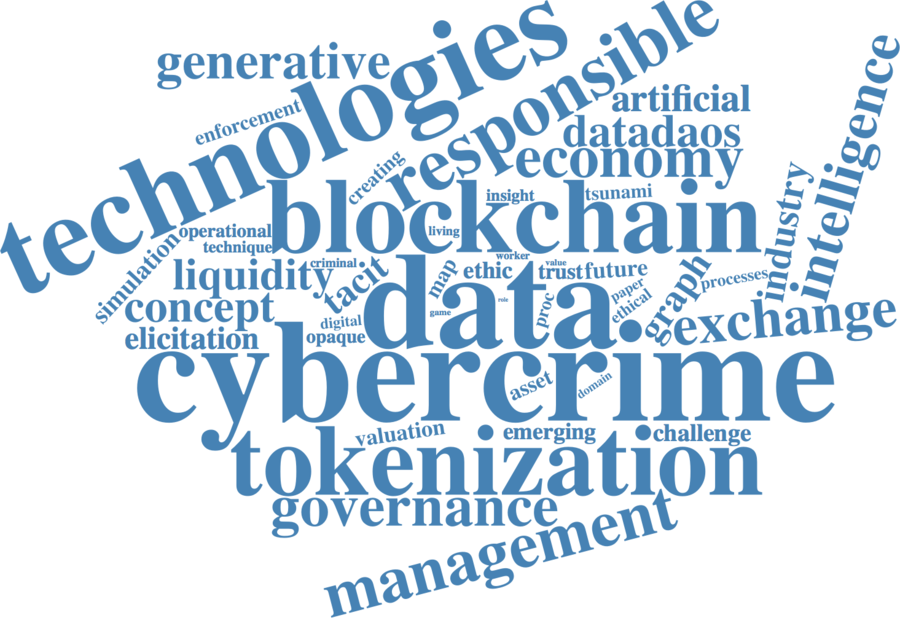 generative
technologies
responsible
enforcement
artificial
datadaos
economy
intelligence
creating
blockchain
insight
tsunami
industry
simulation
operational
technique
living
liquidity
criminal
tacit
map
ethic
worker
value
trust
future
graph
processes
concept
data
game
role
proc
paper
ethical
exchange
elicitation
digital
opaque
cybercrime
asset
domain
valuation
emerging
challenge
tokenization
governance
management